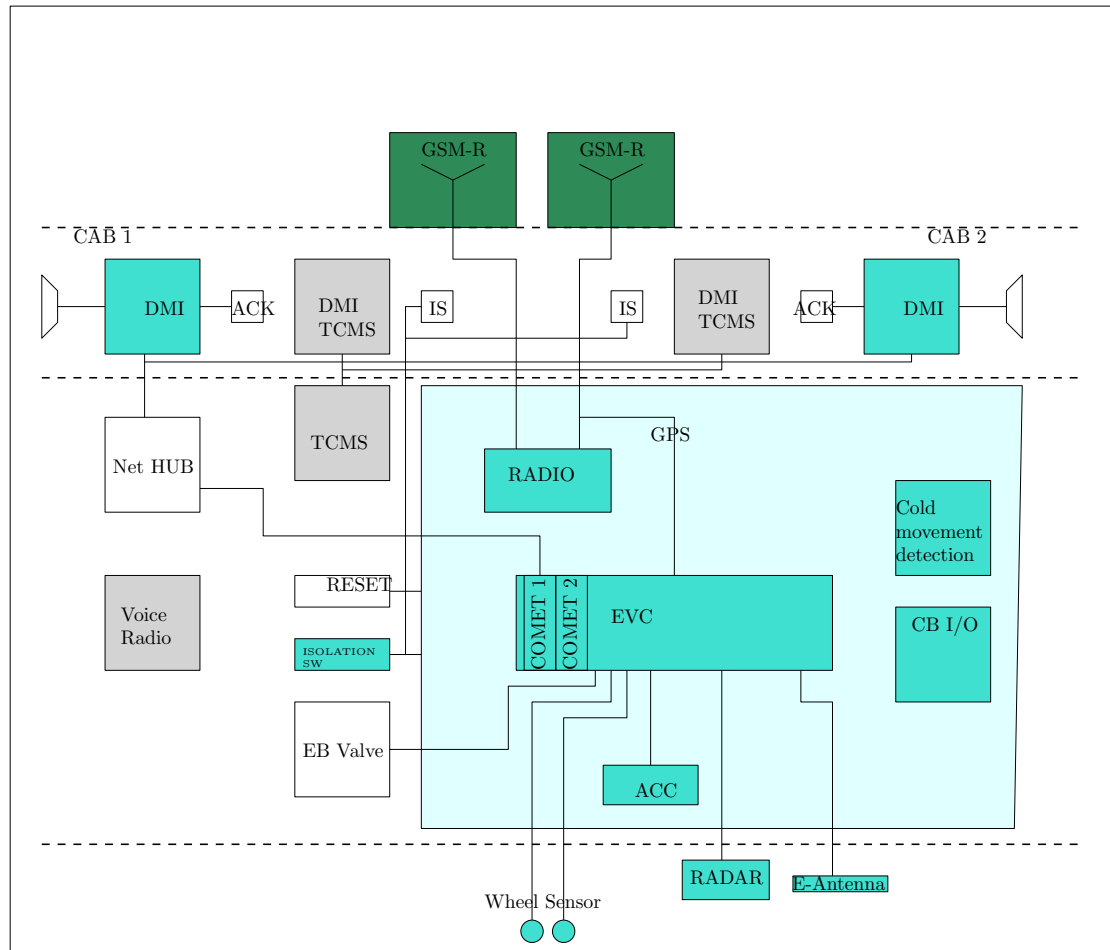 GSM-R
GSM-R
CAB 1
CAB 2
DMI
ACK
DMI
TCMS
IS
IS
DMI
TCMS
ACK
DMI
Net HUB
TCMS
GPS
RADIO
Cold
movement
detection
RESET
COMET 1
COMET 2
EVC
Voice
Radio
CB I/O
ISOLATION
SW
EB Valve
ACC
RADAR
E-Antenna
Wheel Sensor